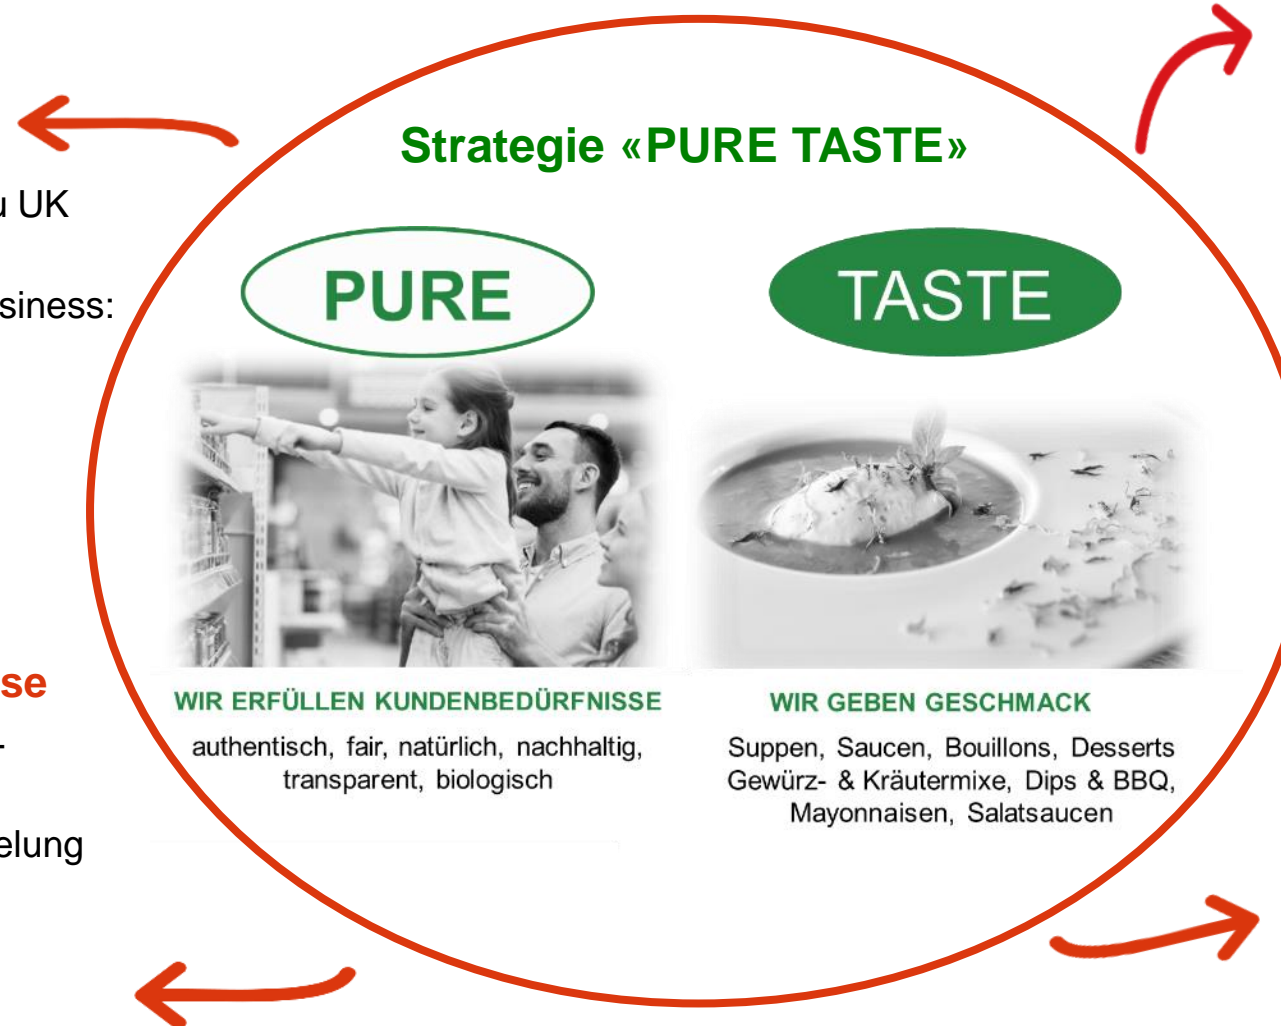 Strategie «PURE TASTE»
UK
siness:
PURE
TASTE
se
-
elung
WIR ERFÜLLEN KUNDENBEDÜRFNISSE
authentisch, fair, natürlich, nachhaltig,
transparent, biologisch
WIR GEBEN GESCHMACK
Suppen, Saucen, Bouillons, Desserts
Gewürz- & Kräutermixe, Dips & BBQ,
Mayonnaisen, Salatsaucen